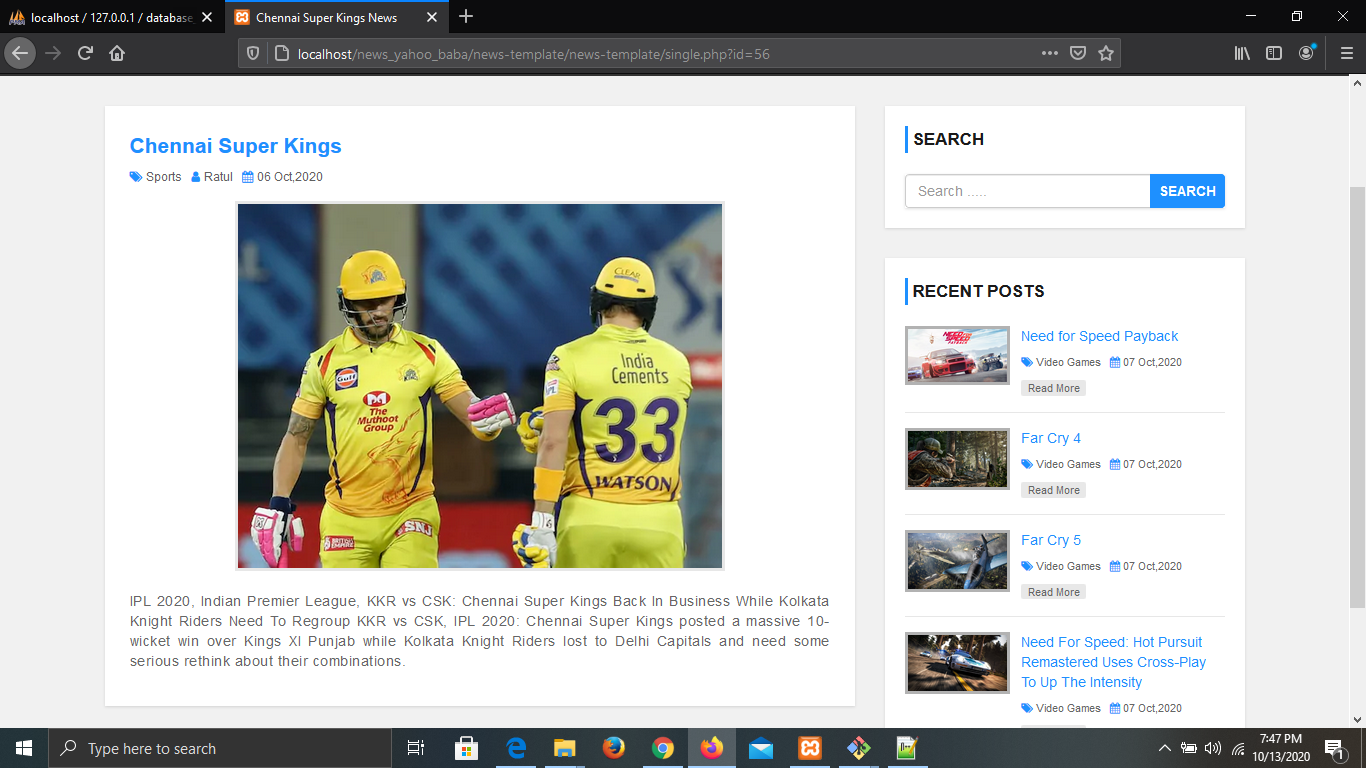 localhost / 127.0.0.1 / database
Chennai Super Kings News
localhost/news_yahoo_baba/news-template/news-template/single.php?id=56
Chennai Super Kings
Sports Ratul 06 Oct,2020
CLEAR
India
Cements
33
WATSON
Gulf
The
Muthoot
Group
IPL
SNJ
BRITISH
EMPIRE
IPL 2020, Indian Premier League, KKR vs CSK: Chennai Super Kings Back In Business While Kolkata
Knight Riders Need To Regroup KKR vs CSK, IPL 2020: Chennai Super Kings posted a massive 10-
wicket win over Kings XI Punjab while Kolkata Knight Riders lost to Delhi Capitals and need some
serious rethink about their combinations.
SEARCH
Search .....
SEARCH
RECENT POSTS
NEED FOR
SPEED
PAYBACK
Need for Speed Payback
Video Games 07 Oct,2020
Read More
Far Cry 4
Video Games 07 Oct,2020
Read More
Far Cry 5
Video Games 07 Oct,2020
Read More
Need For Speed: Hot Pursuit
Remastered Uses Cross-Play
To Up The Intensity
Video Games 07 Oct,2020
Type here to search
7:47 PM
10/13/2020
1